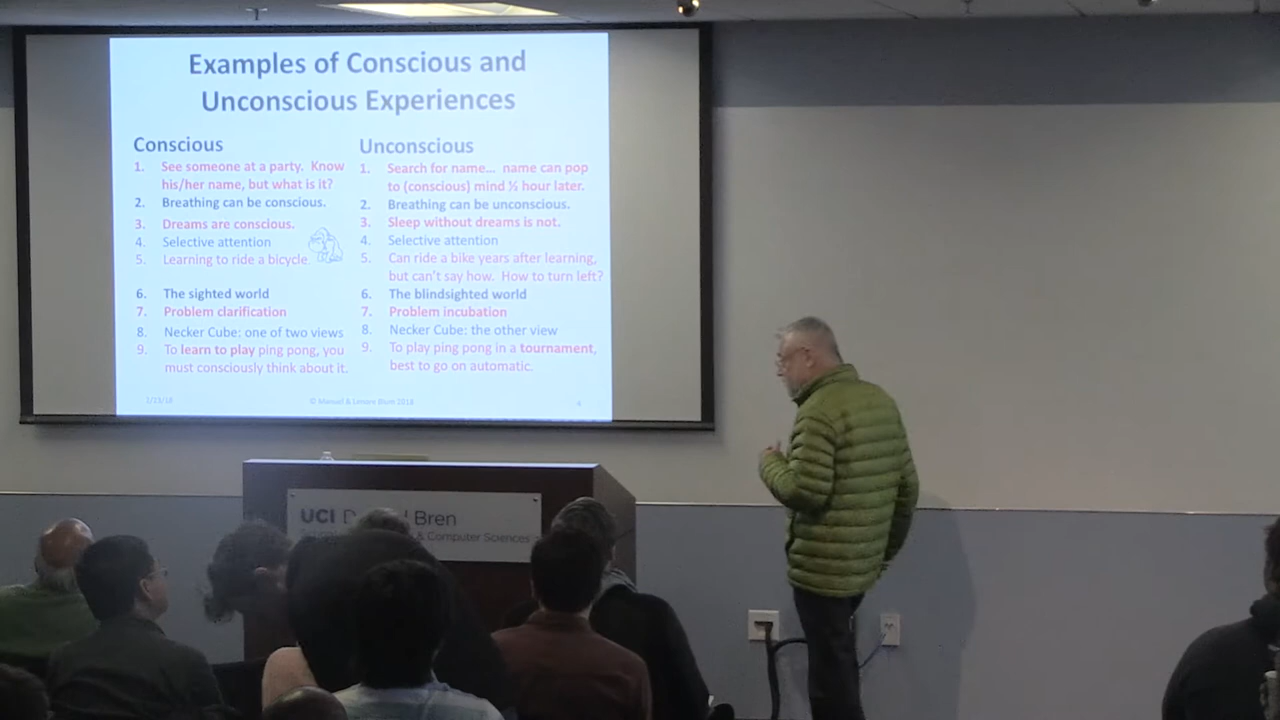 Examples of Conscious and
Unconscious Experiences
Conscious
1. See someone at a party. Know
his/her name, but what is it?
2. Breathing can be conscious.
3. Dreams are conscious.
4. Selective attention
5. Learning to ride a bicycle.
6. The sighted world
7. Problem clarification
8. Necker Cube: one of two views
9. To learn to play ping pong, you
must consciously think about it.
Unconscious
1. Search for name... name can pop
to (conscious) mind ½ hour later.
2. Breathing can be unconscious.
3. Sleep without dreams is not.
4. Selective attention
5. Can ride a bike years after learning,
but can't say how. How to turn left?
6. The blindsighted world
7. Problem incubation
8. Necker Cube: the other view
9. To play ping pong in a tournament,
best to go on automatic.
© Manuel & Lenore Blum 2018
4
UCI Bren
& Computer Sciences